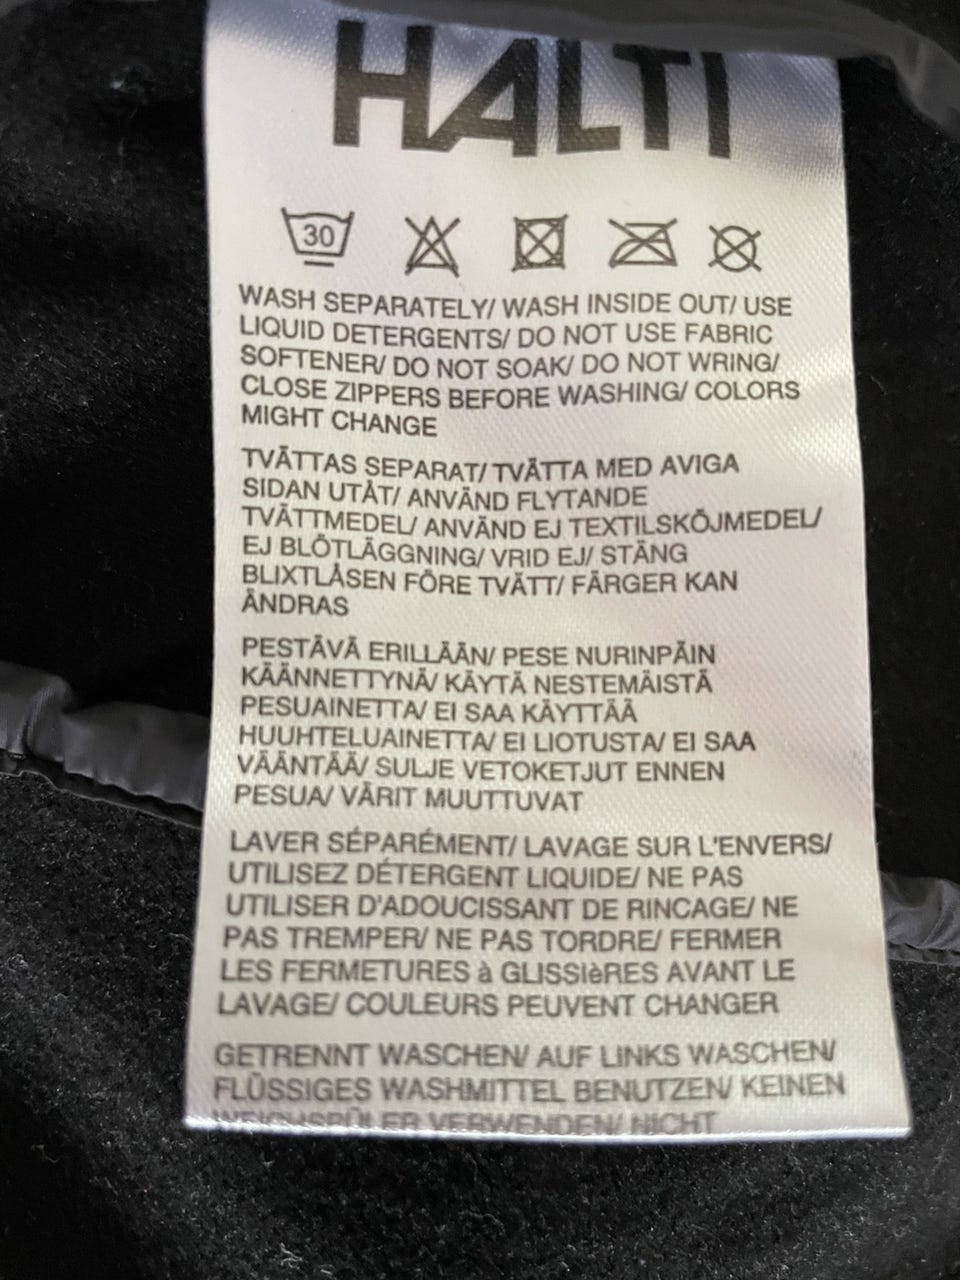 HALTI
30
WASH SEPARATELY/ WASH INSIDE OUT/ USE
LIQUID DETERGENTS/ DO NOT USE FABRIC
SOFTENER/ DO NOT SOAK/ DO NOT WRING/
CLOSE ZIPPERS BEFORE WASHING/ COLORS
MIGHT CHANGE
TVÄTTAS SEPARAT/ TVÄTTA MED AVIGA
SIDAN UTÅT/ ANVÄND FLYTANDE
TVÄTTMEDEL/ ANVÄND EJ TEXTILSKÖJMEDEL/
EJ BLÖTLÄGGNING/ VRID EJ/ STÄNG
BLIXTLÅSEN FÖRE TVÄTT/ FÄRGER KAN
ÄNDRAS
PESTÄVÄ ERILLÄÄN/ PESE NURINPÄIN
KÄÄNNETTYNÄ/ KÄYTÄ NESTEMÄISTÄ
PESUAINETTA/ EI SAA KÄYTTÄÄ
HUUHTELUAINETTA/ EI LIOTUSTA/ EI SAA
VÄÄNTÄÄ/ SULJE VETOKETJUT ENNEN
PESUA/ VÄRIT MUUTTUVAT
LAVER SÉPARÉMENT/ LAVAGE SUR L'ENVERS/
UTILISEZ DÉTERGENT LIQUIDE/ NE PAS
UTILISER D'ADOUCISSANT DE RINCAGE/ NE
PAS TREMPER/ NE PAS TORDRE/ FERMER
LES FERMETURES à GLISSIèRES AVANT LE
LAVAGE/ COULEURS PEUVENT CHANGER
GETRENNT WASCHEN/ AUF LINKS WASCHEN/
FLÜSSIGES WASHMITTEL BENUTZEN/ KEINEN
WEICHSPÜLER VERWENDEN/ NICHT